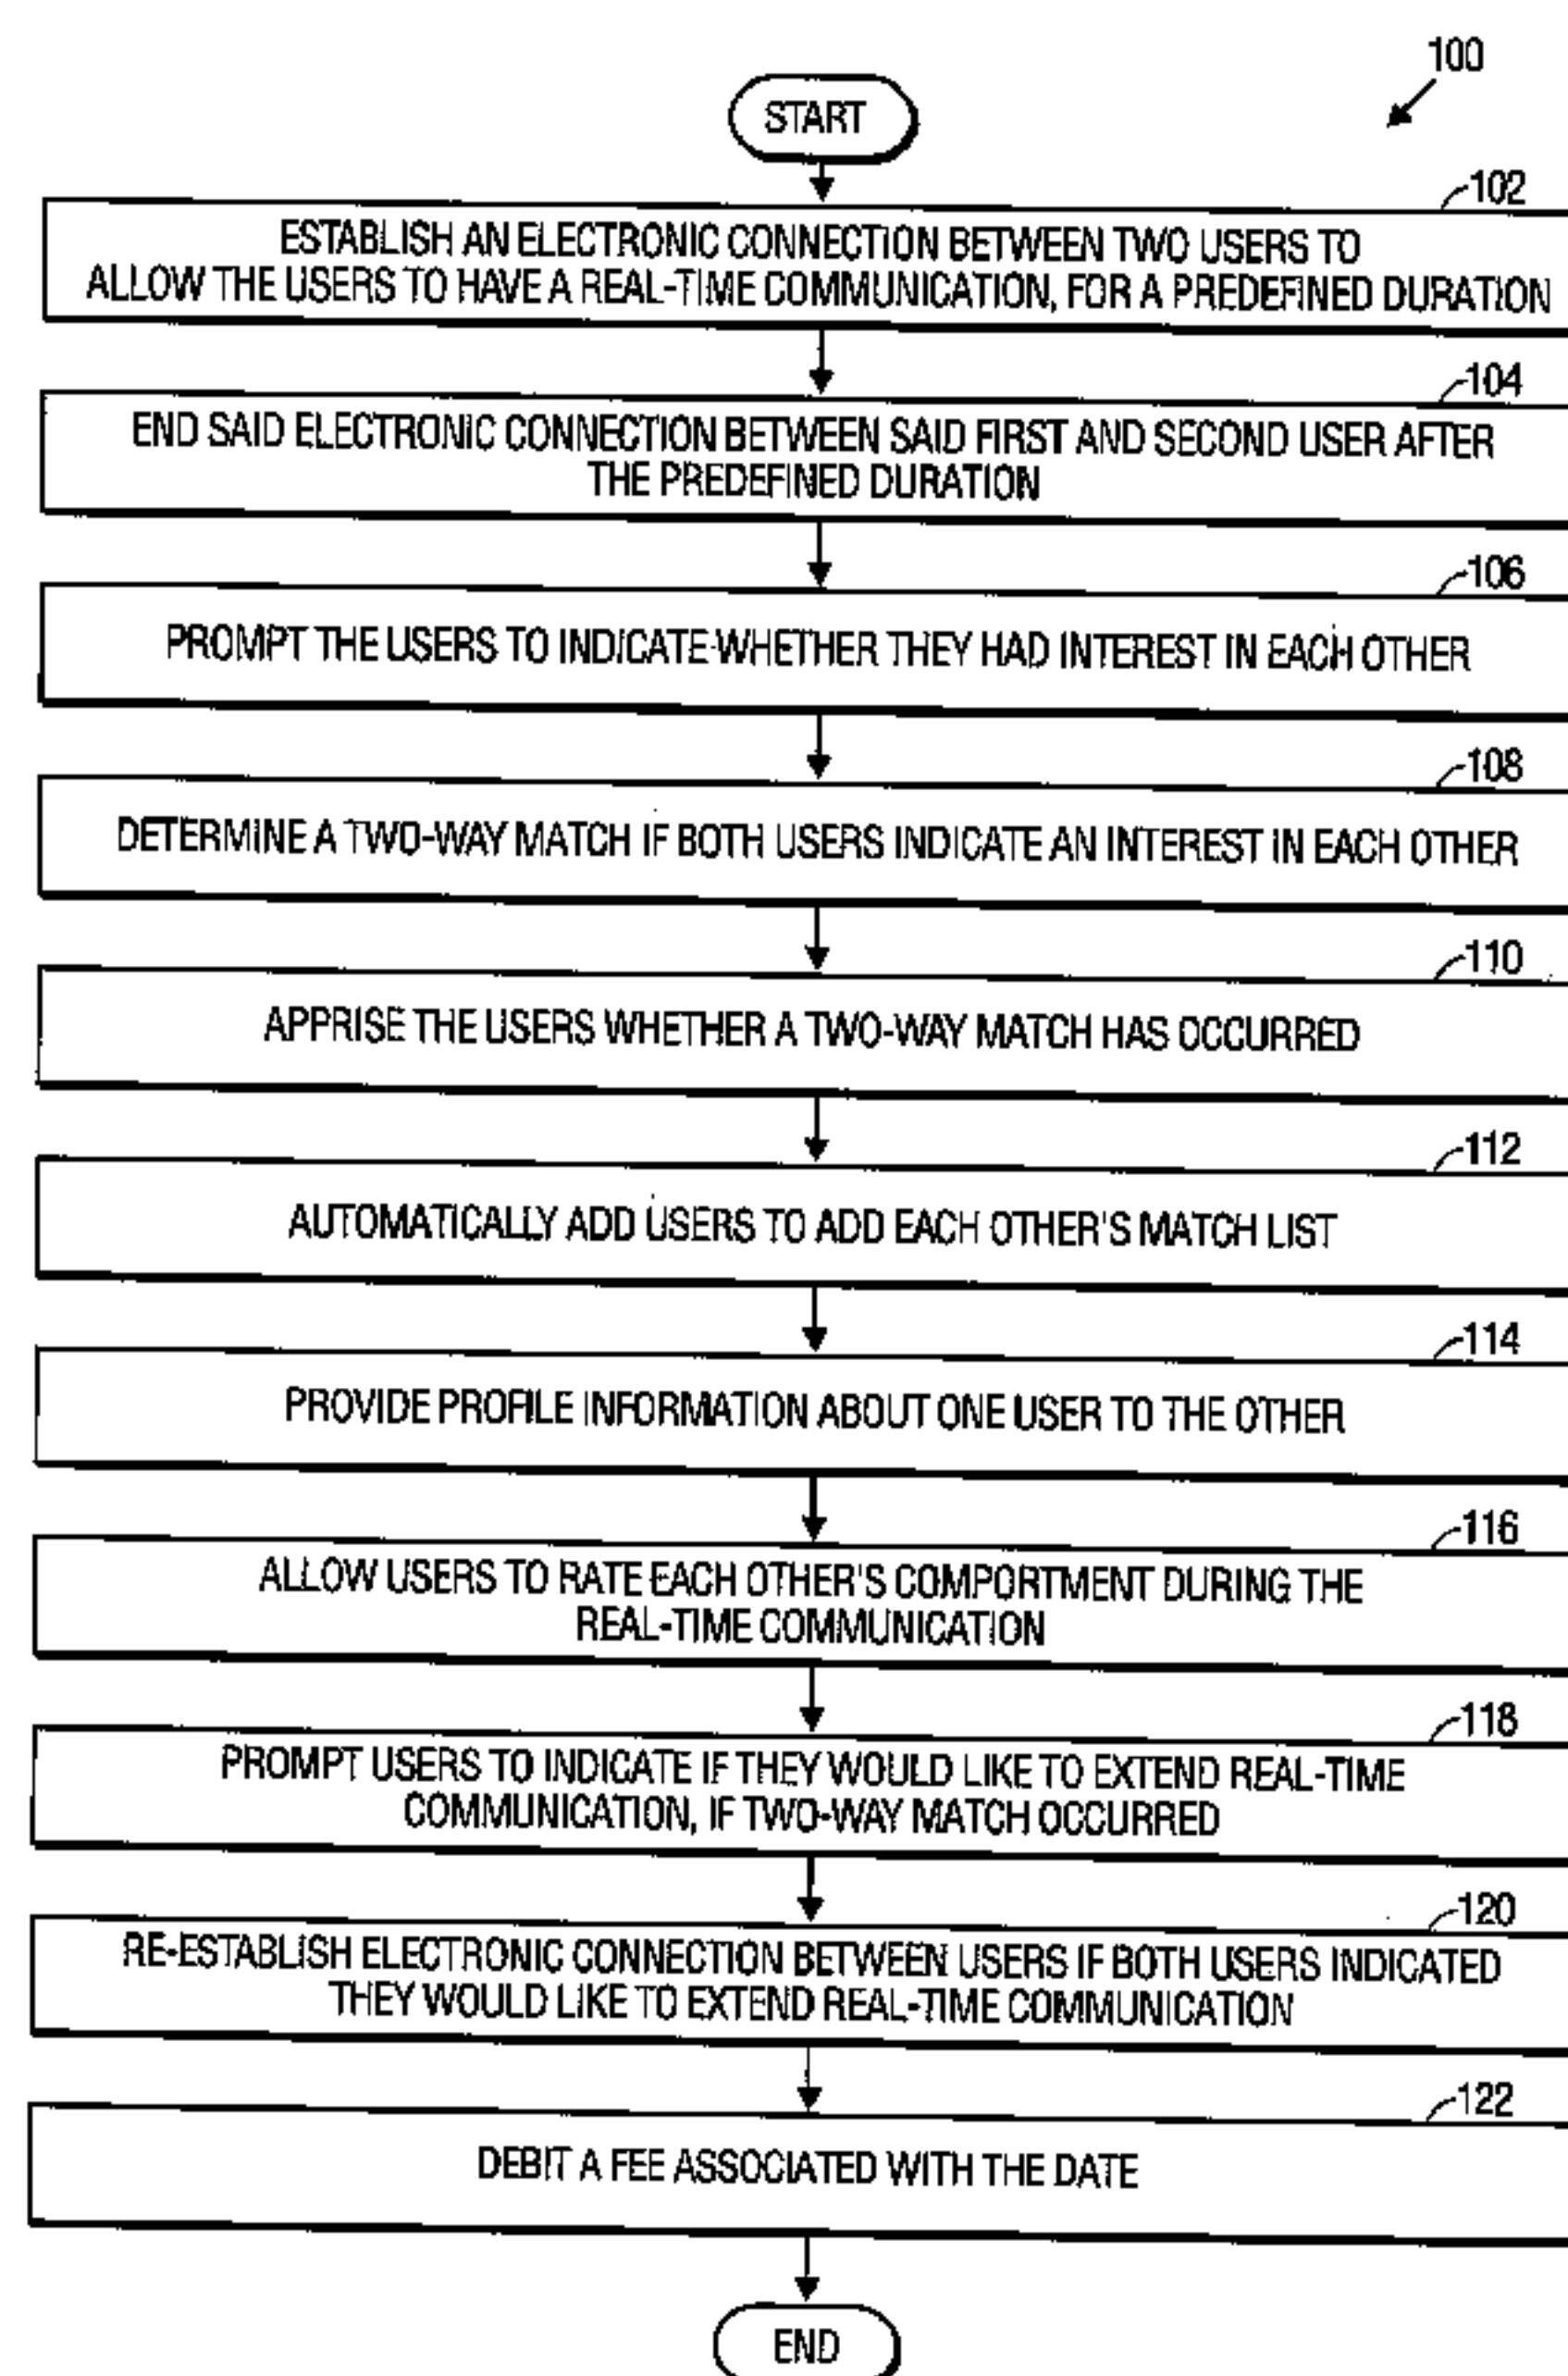 100
START
102
ESTABLISH AN ELECTRONIC CONNECTION BETWEEN TWO USERS TO
ALLOW THE USERS TO HAVE A REAL-TIME COMMUNICATION, FOR A PREDEFINED DURATION
104
END SAID ELECTRONIC CONNECTION BETWEEN SAID FIRST AND SECOND USER AFTER
THE PREDEFINED DURATION
106
PROMPT THE USERS TO INDICATE WHETHER THEY HAD INTEREST IN EACH OTHER
108
DETERMINE A TWO-WAY MATCH IF BOTH USERS INDICATE AN INTEREST IN EACH OTHER
110
APPRISE THE USERS WHETHER A TWO-WAY MATCH HAS OCCURRED
112
AUTOMATICALLY ADD USERS TO ADD EACH OTHER'S MATCH LIST
114
PROVIDE PROFILE INFORMATION ABOUT ONE USER TO THE OTHER
116
ALLOW USERS TO RATE EACH OTHER'S COMPORTMENT DURING THE
REAL-TIME COMMUNICATION
118
PROMPT USERS TO INDICATE IF THEY WOULD LIKE TO EXTEND REAL-TIME
COMMUNICATION, IF TWO-WAY MATCH OCCURRED
120
RE-ESTABLISH ELECTRONIC CONNECTION BETWEEN USERS IF BOTH USERS INDICATED
THEY WOULD LIKE TO EXTEND REAL-TIME COMMUNICATION
122
DEBIT A FEE ASSOCIATED WITH THE DATE
END